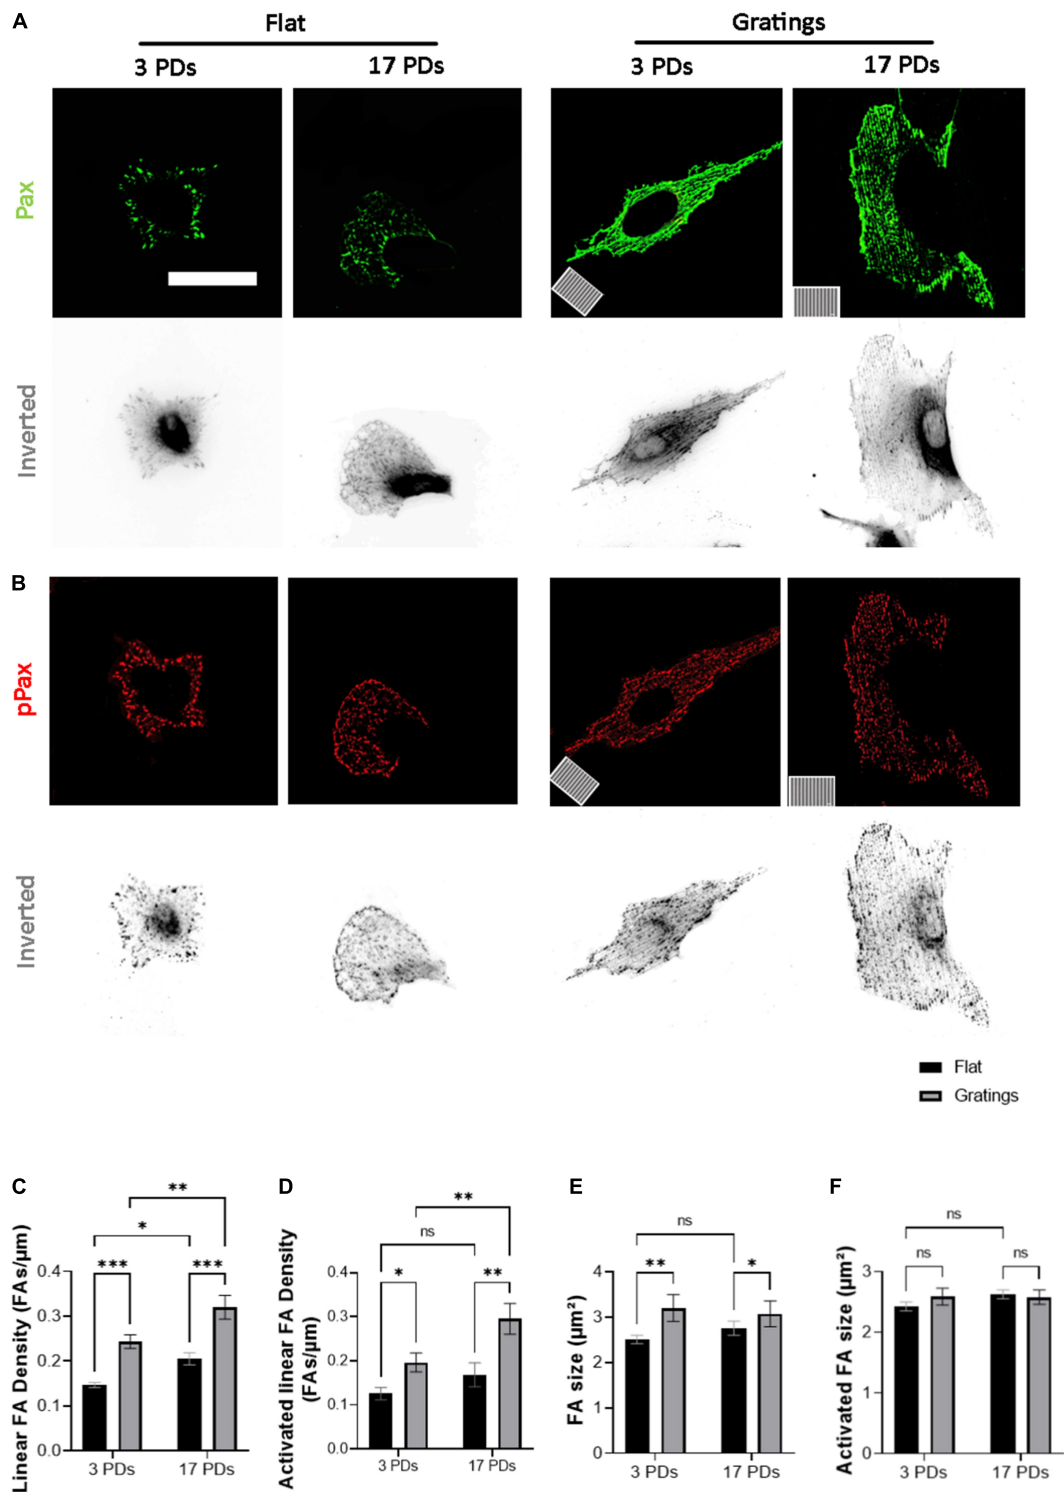 A
Flat
Gratings
3 PDs
17 PDs
3 PDs
17 PDs
Pax
Inverted
B
pPax
Inverted
Flat
Gratings
C
Linear FA Density (FAs/µm)
**
*
***
***
0.4
0.3
0.2
0.1
0.0
3 PDs
17 PDs
D
Activated linear FA Density
(FAs/µm)
**
ns
*
**
0.4
0.3
0.2
0.1
0.0
3 PDs
17 PDs
E
FA size (µm²)
ns
**
*
4
3
2
1
0
3 PDs
17 PDs
F
Activated FA size (µm²)
ns
ns
ns
3
2
1
0
3 PDs
17 PDs